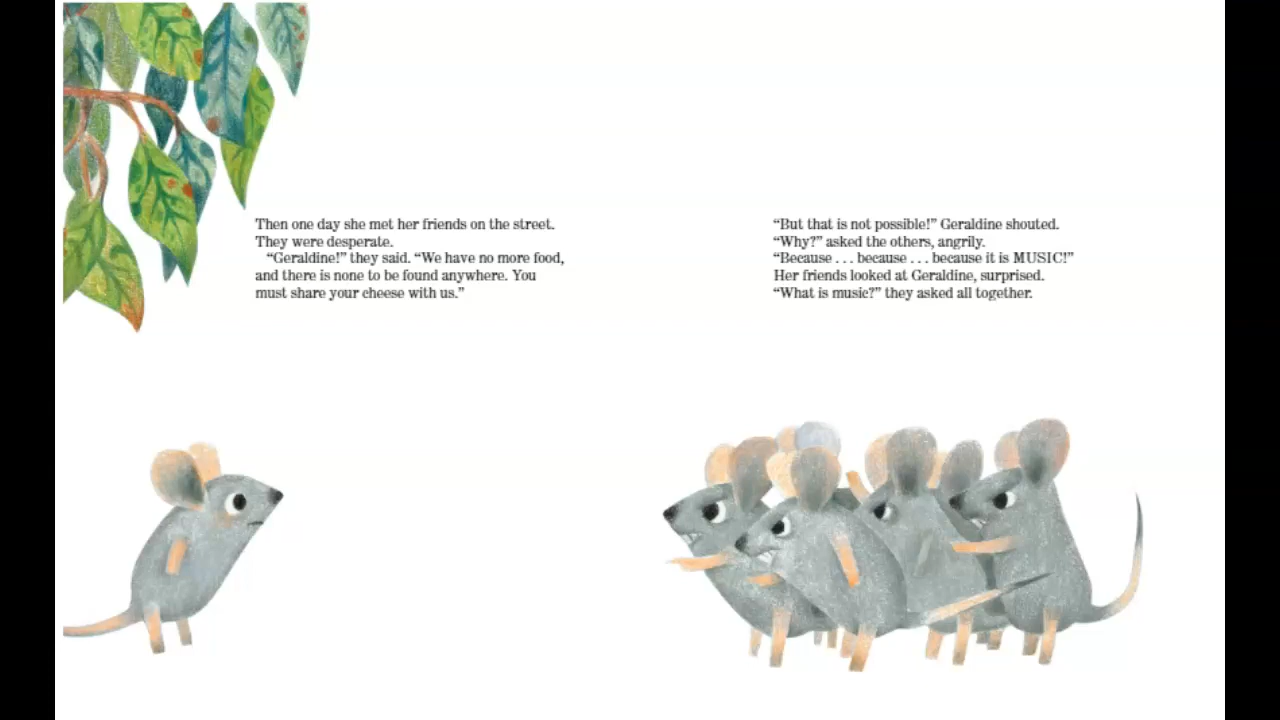 Then one day she met her friends on the street.
They were desperate.
“Geraldine!” they said. “We have no more food,
and there is none to be found anywhere. You
must share your cheese with us.”
“But that is not possible!” Geraldine shouted.
“Why?” asked the others, angrily.
“Because . . . because . . . because it is MUSIC!”
Her friends looked at Geraldine, surprised.
“What is music?” they asked all together.